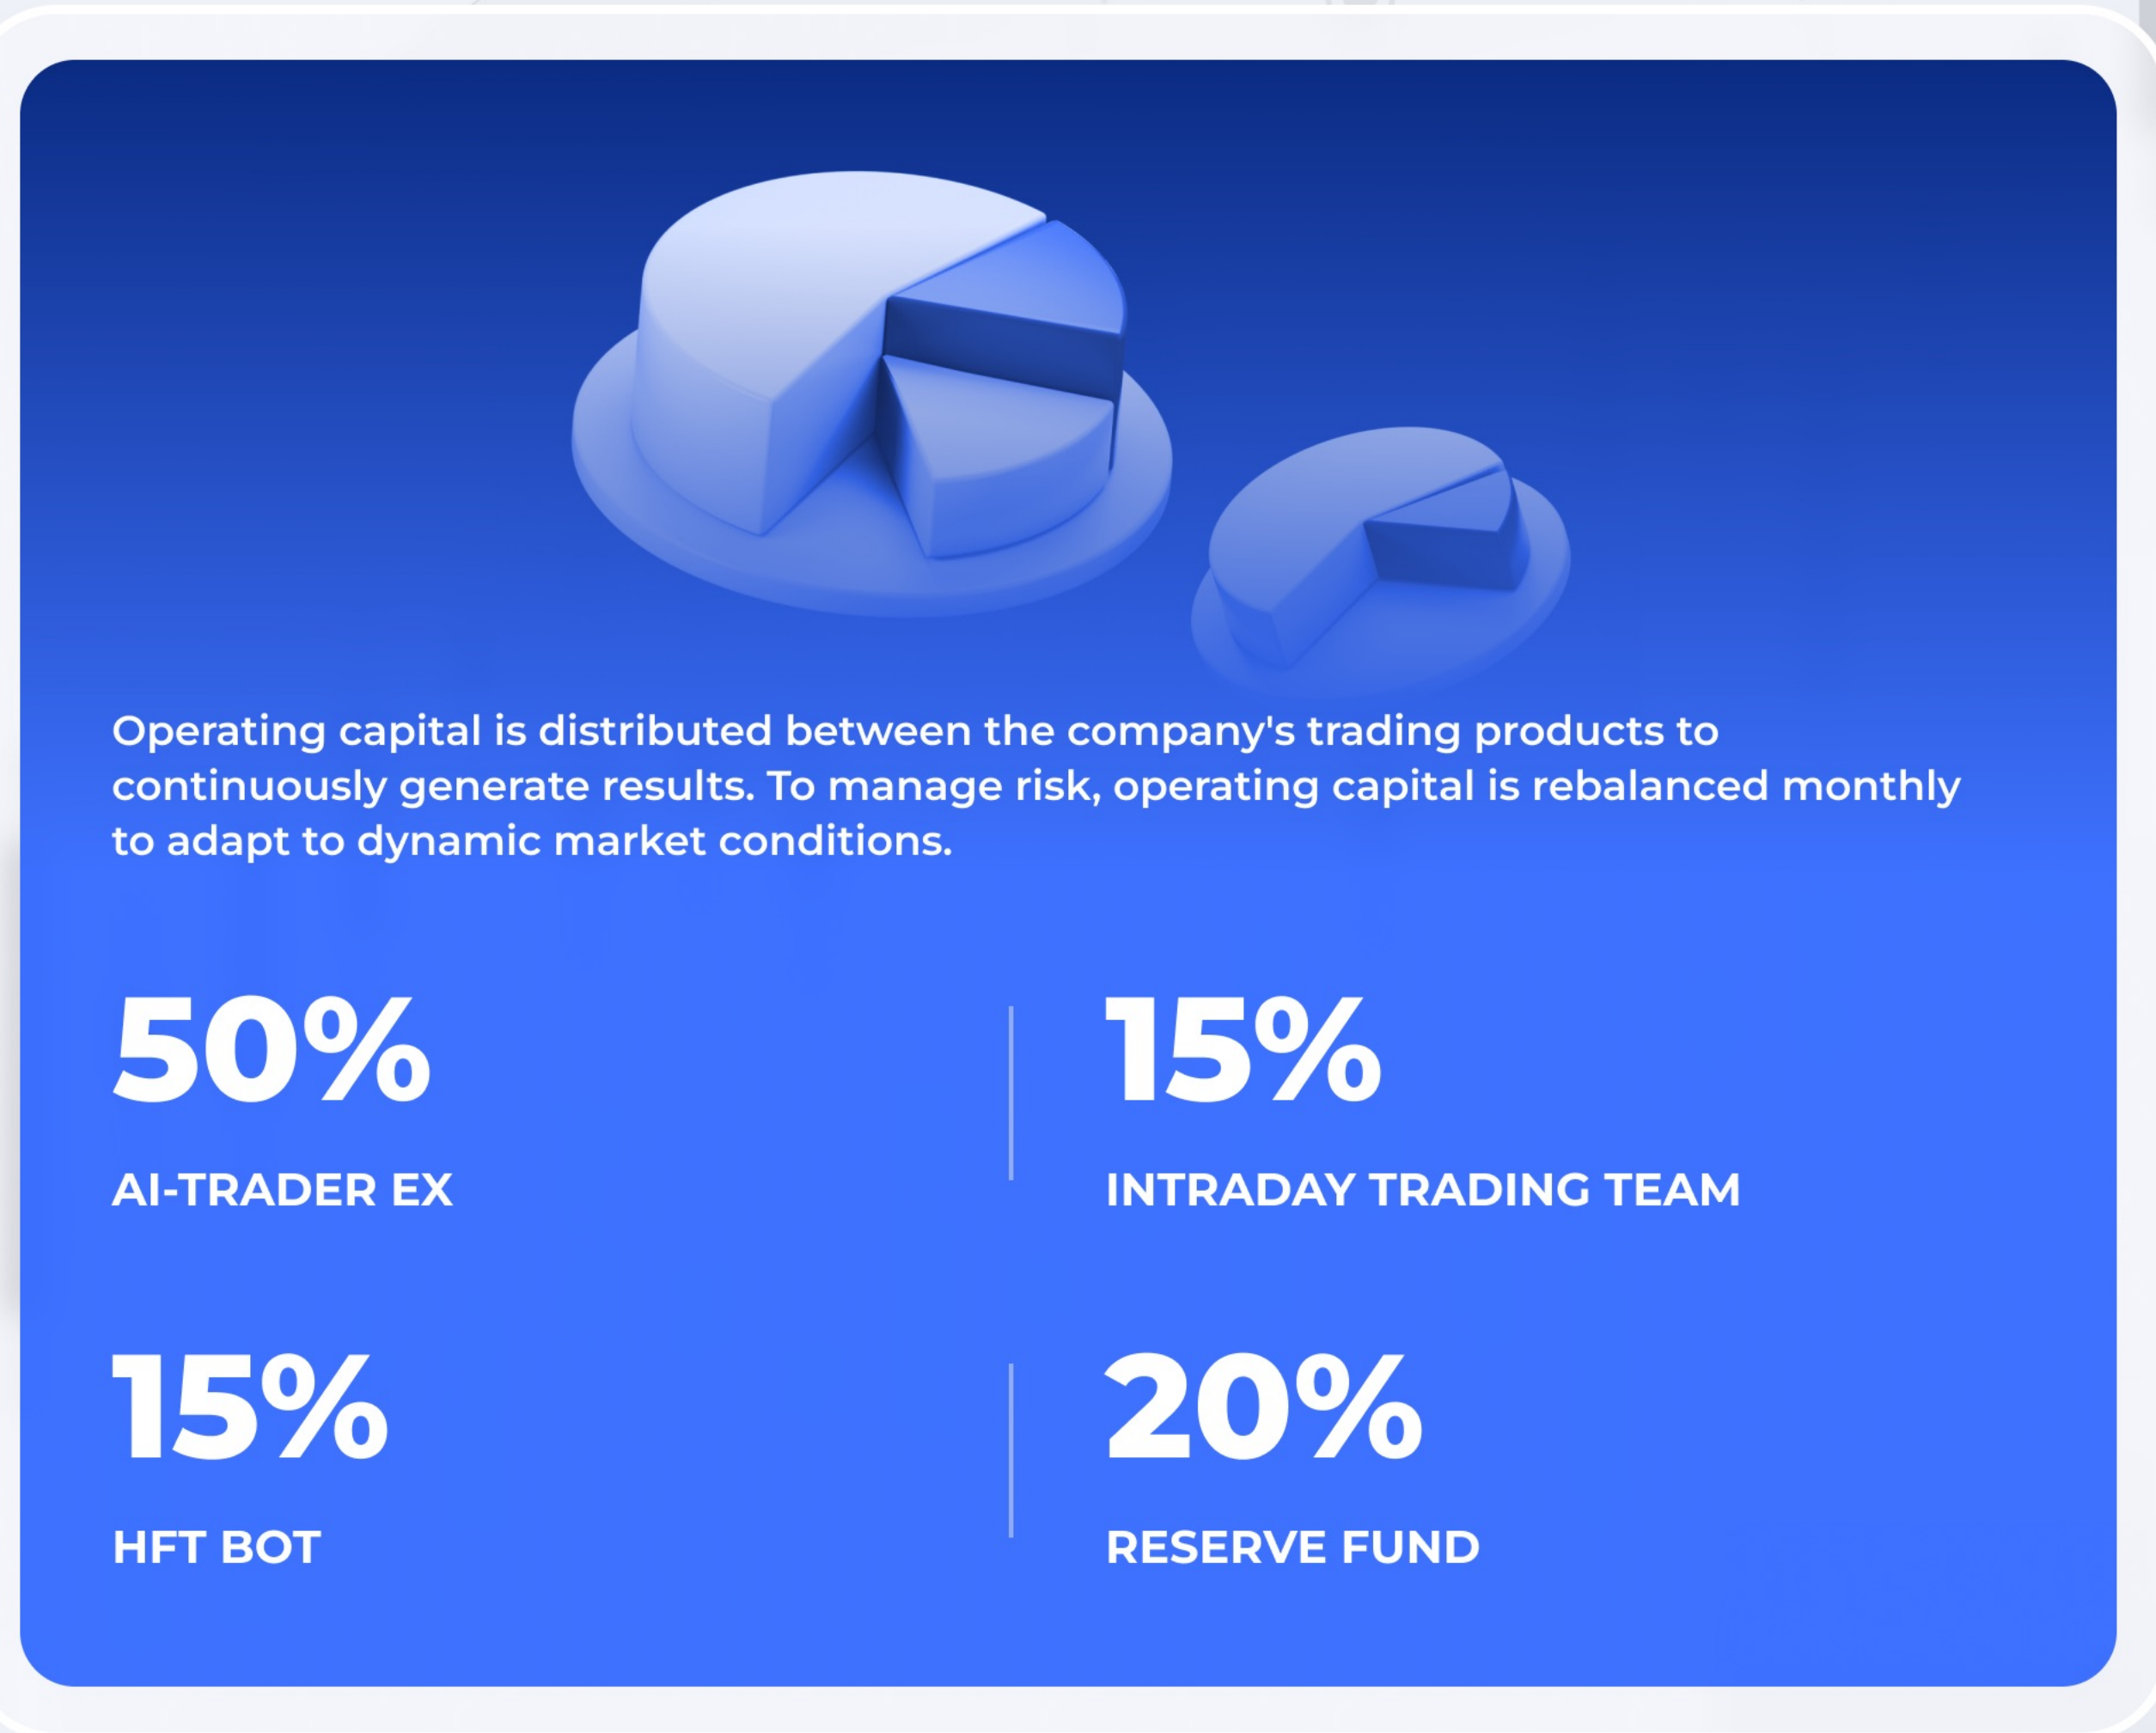 Operating capital is distributed between the company's trading products to
continuously generate results. To manage risk, operating capital is rebalanced monthly
to adapt to dynamic market conditions.
50%
AI-TRADER EX
15%
INTRADAY TRADING TEAM
15%
HFT BOT
20%
RESERVE FUND